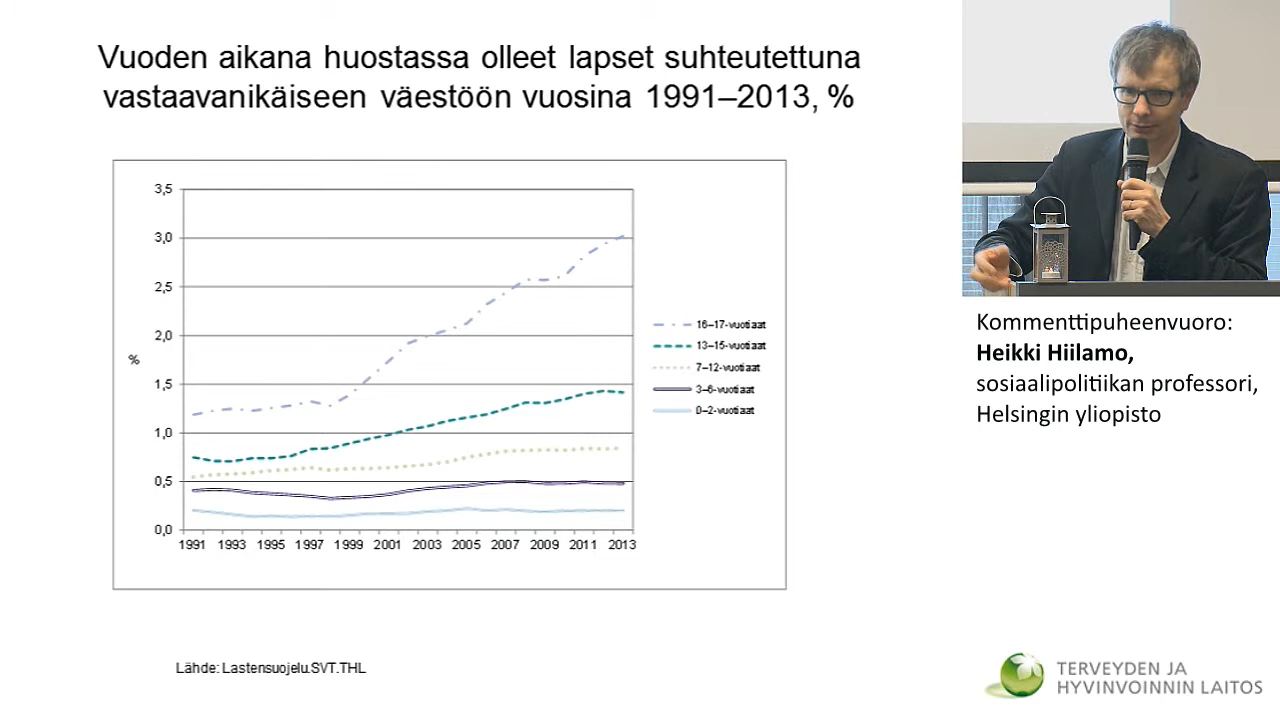 Vuoden aikana huostassa olleet lapset suhteutettuna
vastaavanikäiseen väestöön vuosina 1991–2013, %
3,5
3,0
2,5
2,0
%
1,5
1,0
0,5
0,0
1991 1993 1995 1997 1999 2001 2003 2005 2007 2009 2011 2013
16–17-vuotiaat
13–15-vuotiaat
7–12-vuotiaat
3–6-vuotiaat
0–2-vuotiaat
Lähde: Lastensuojelu.SVT.THL
Kommenttipuheenvuoro:
Heikki Hiilamo,
sosiaalipolitiikan professori,
Helsingin yliopisto
TERVEYDEN JA
HYVINVOINNIN LAITOS